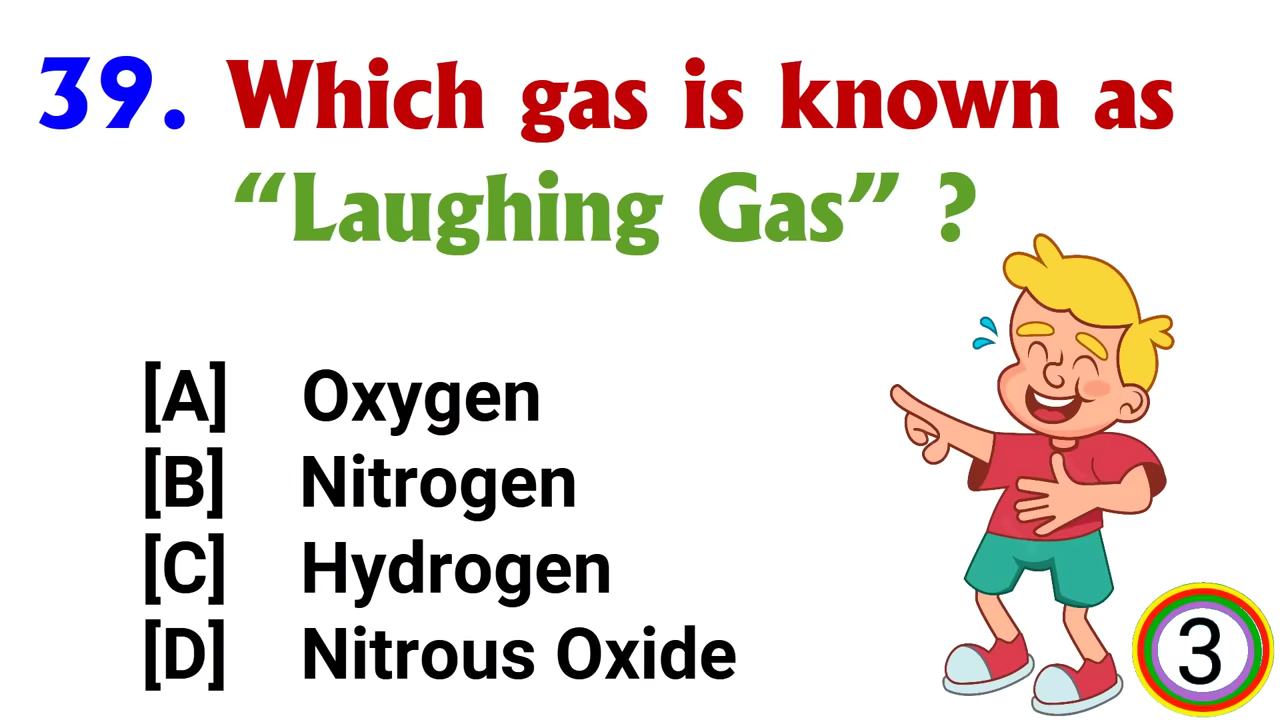 39. Which gas is known as
“Laughing Gas” ?
[A] Oxygen
[B] Nitrogen
[C] Hydrogen
[D] Nitrous Oxide
3